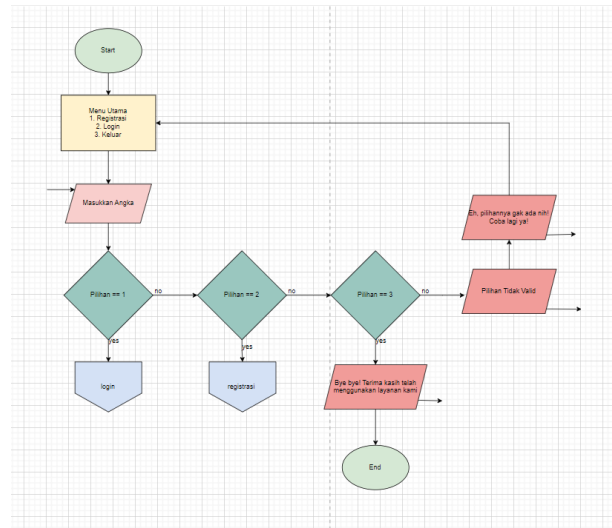 Start
Menu Utama
1. Registrasi
2. Login
3. Keluar
Masukkan Angka
Eh, pilihannya gak ada nih!
Coba lagi ya!
Pilihan == 1
no
Pilihan == 2
no
Pilihan == 3
no
Pilihan Tidak Valid
yes
yes
yes
login
registrasi
Bye bye! Terima kasih telah
menggunakan layanan kami
End